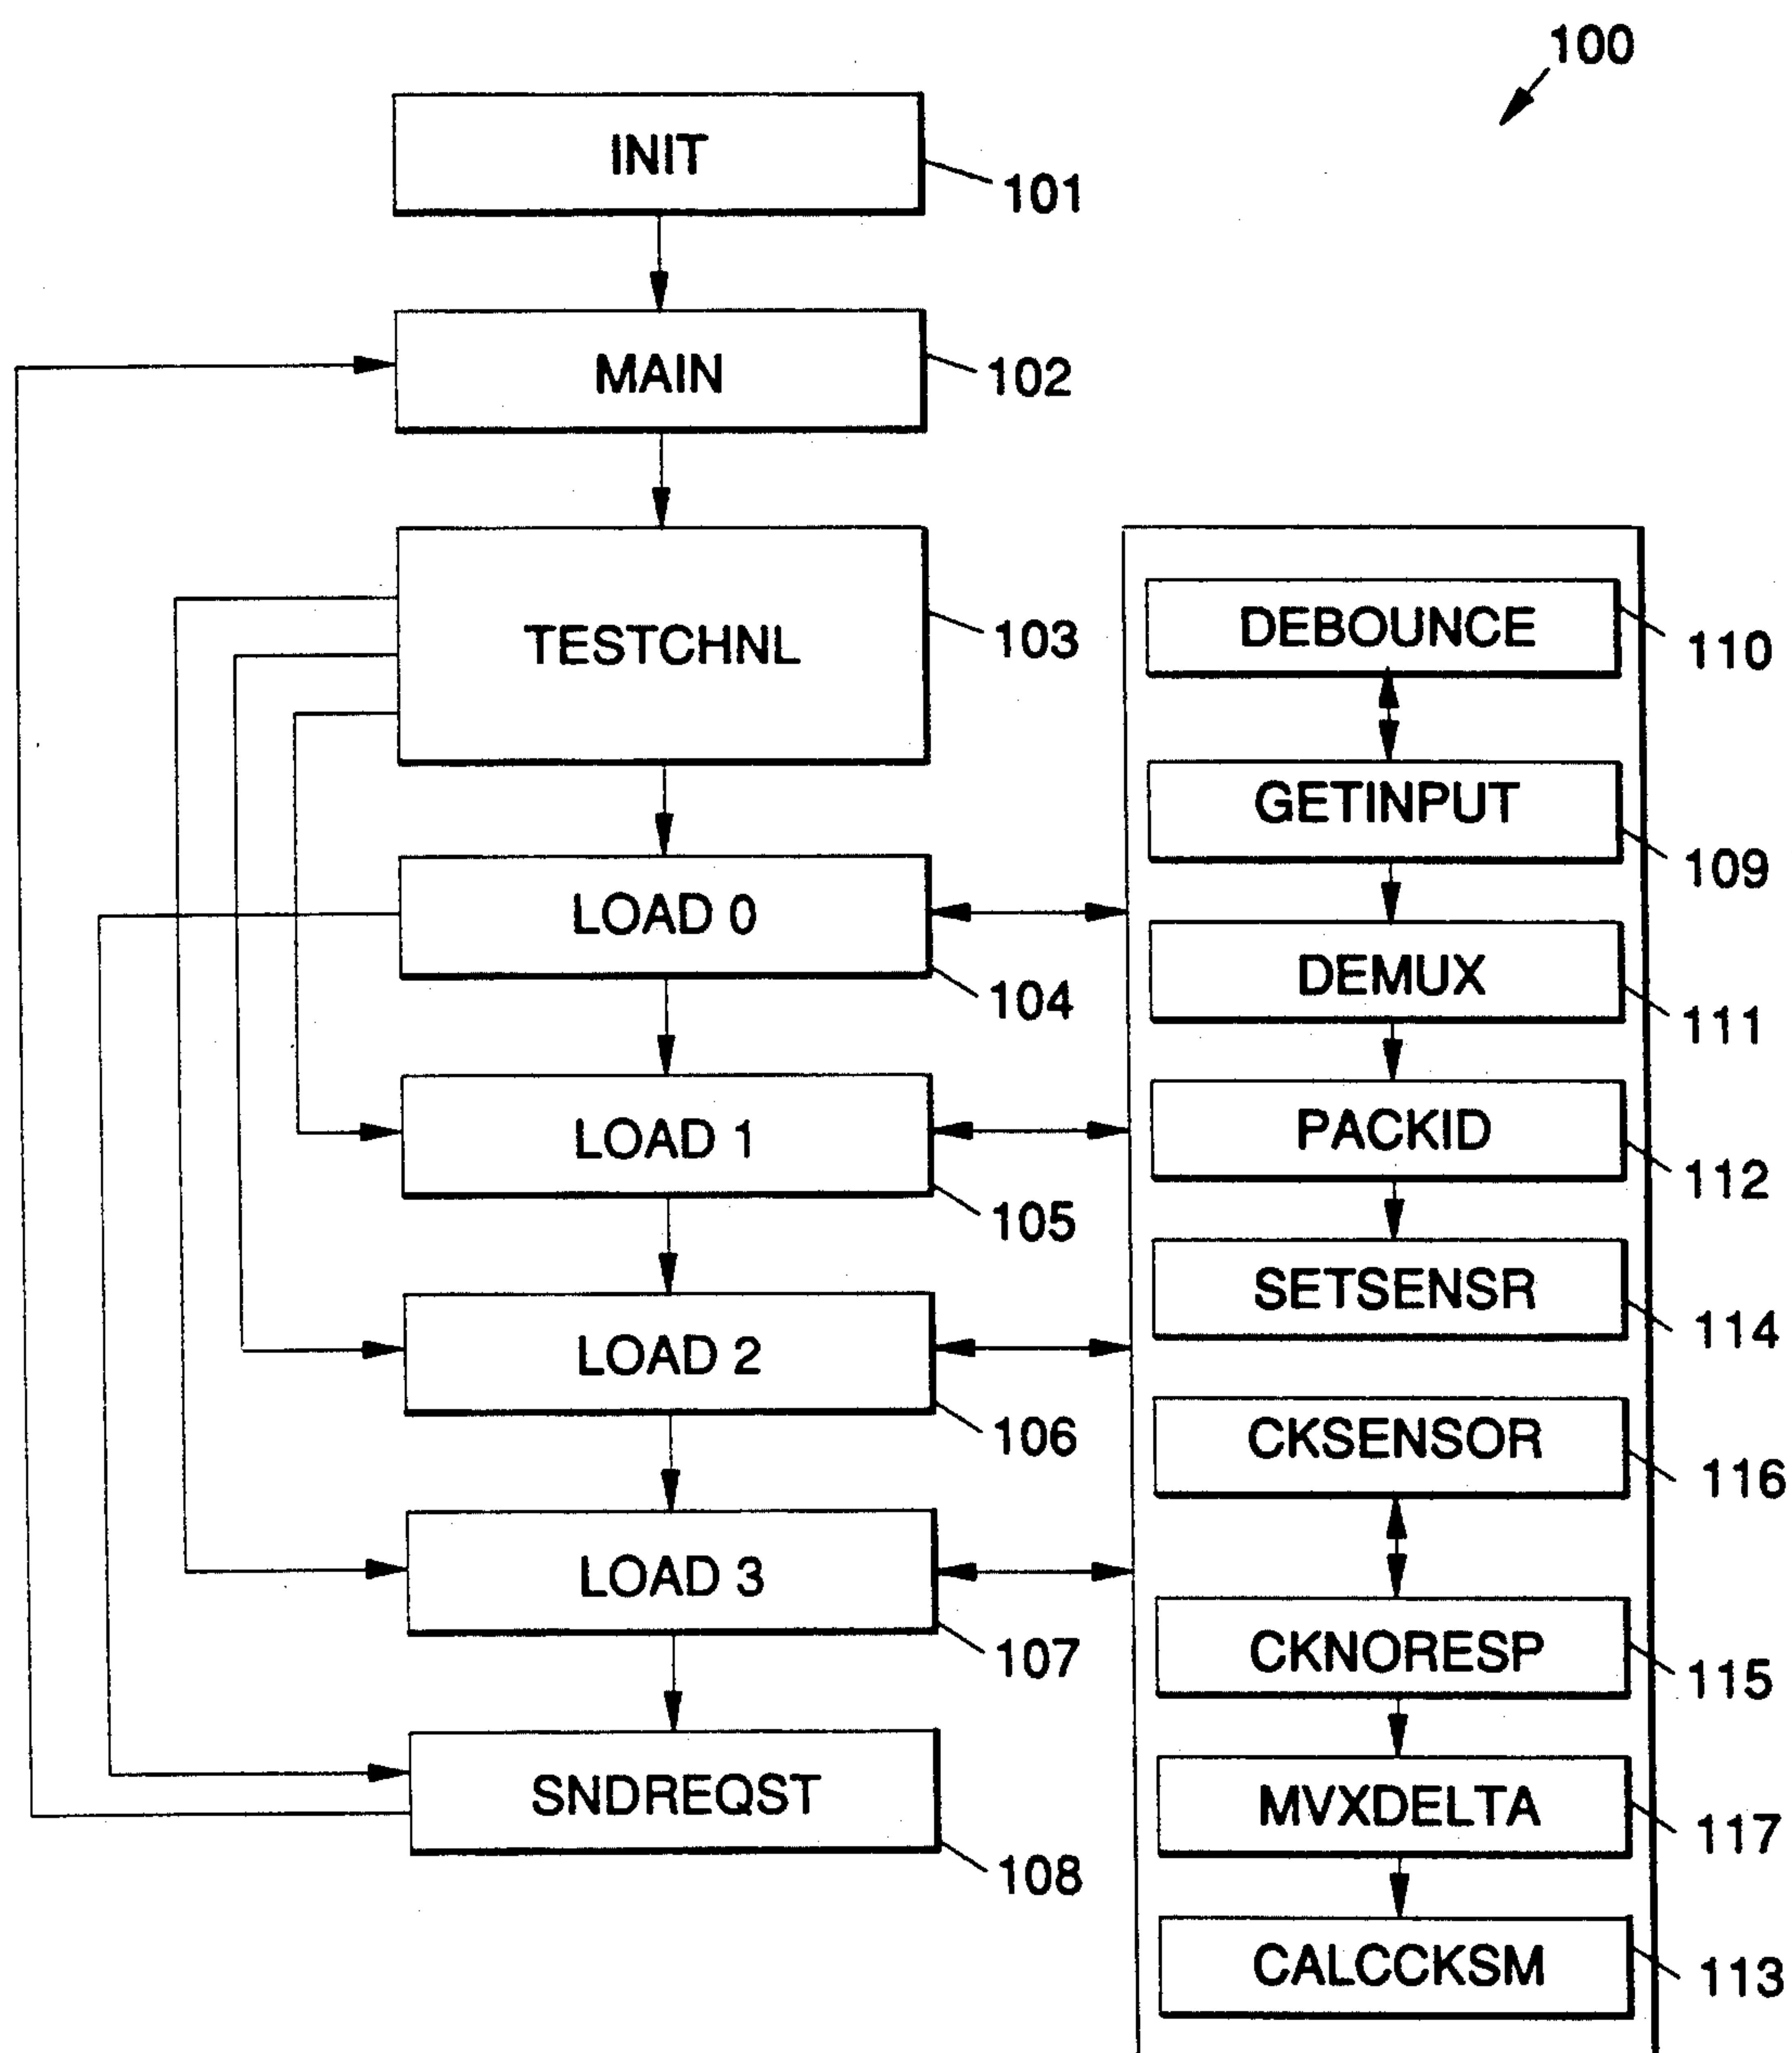 100
INIT
101
MAIN
102
TESTCHNL
103
LOAD 0
104
LOAD 1
105
LOAD 2
106
LOAD 3
107
SNDREQST
108
DEBOUNCE
110
GETINPUT
109
DEMUX
111
PACKID
112
SETSENSR
114
CKSENSOR
116
CKNORESP
115
MVXDELTA
117
CALCCKSM
113